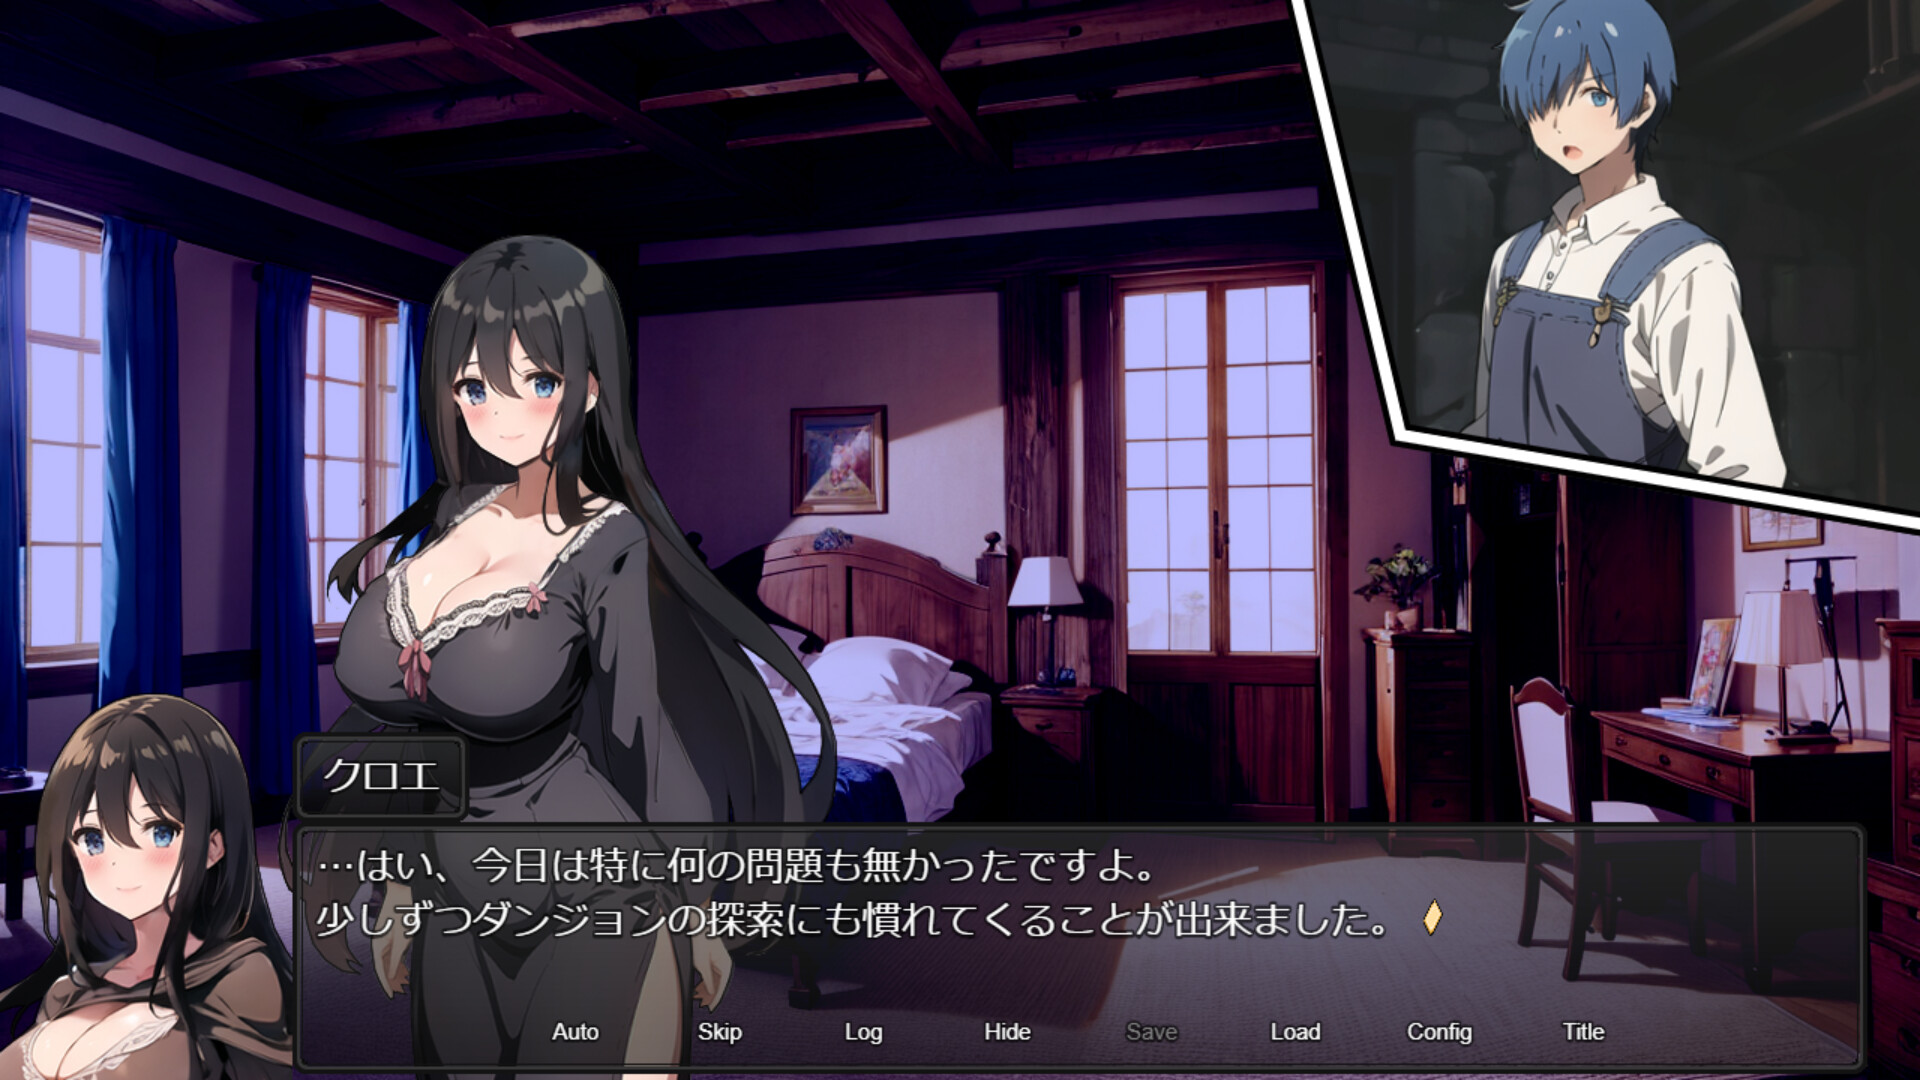 クロエ
…はい、今日は特に何の問題も無かったですよ。
少しずつダンジョンの探索にも慣れてくることが出来ました。
Auto Skip Log Hide Save Load Config Title